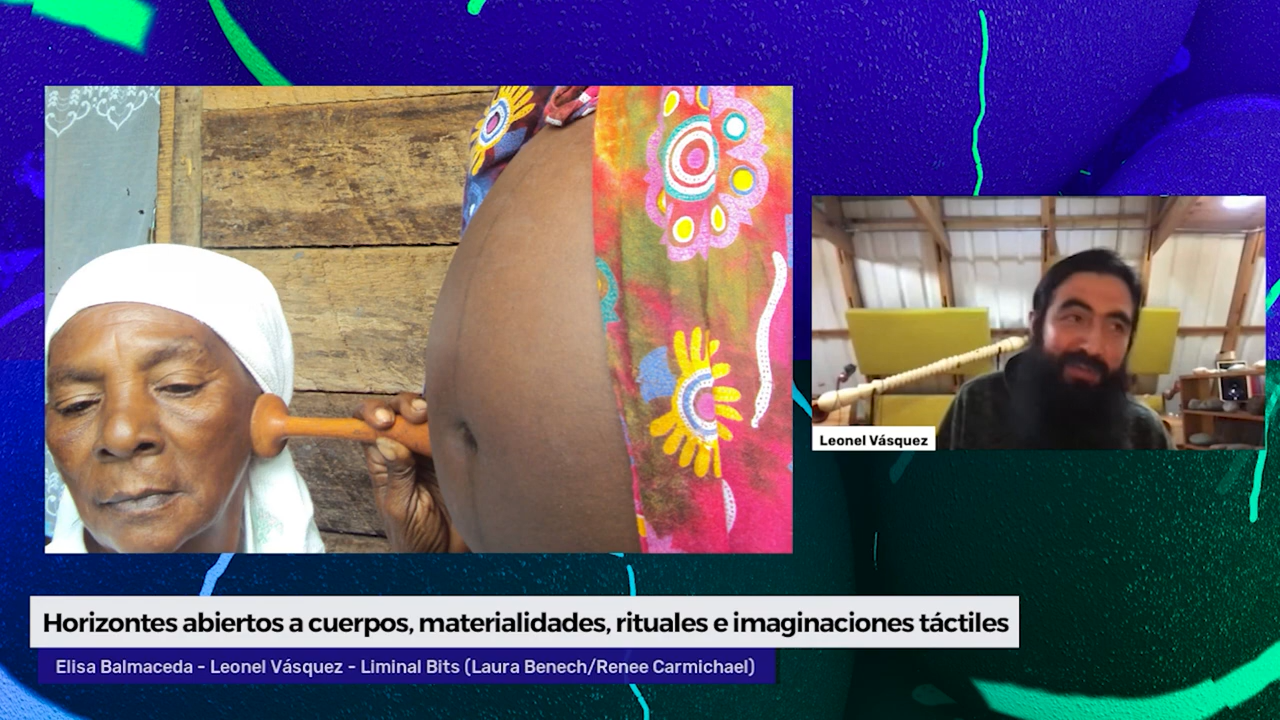 Leonel Vásquez
Horizontes abiertos a cuerpos, materialidades, rituales e imaginaciones táctiles
Elisa Balmaceda - Leonel Vásquez - Liminal Bits (Laura Benech/Renee Carmichael)